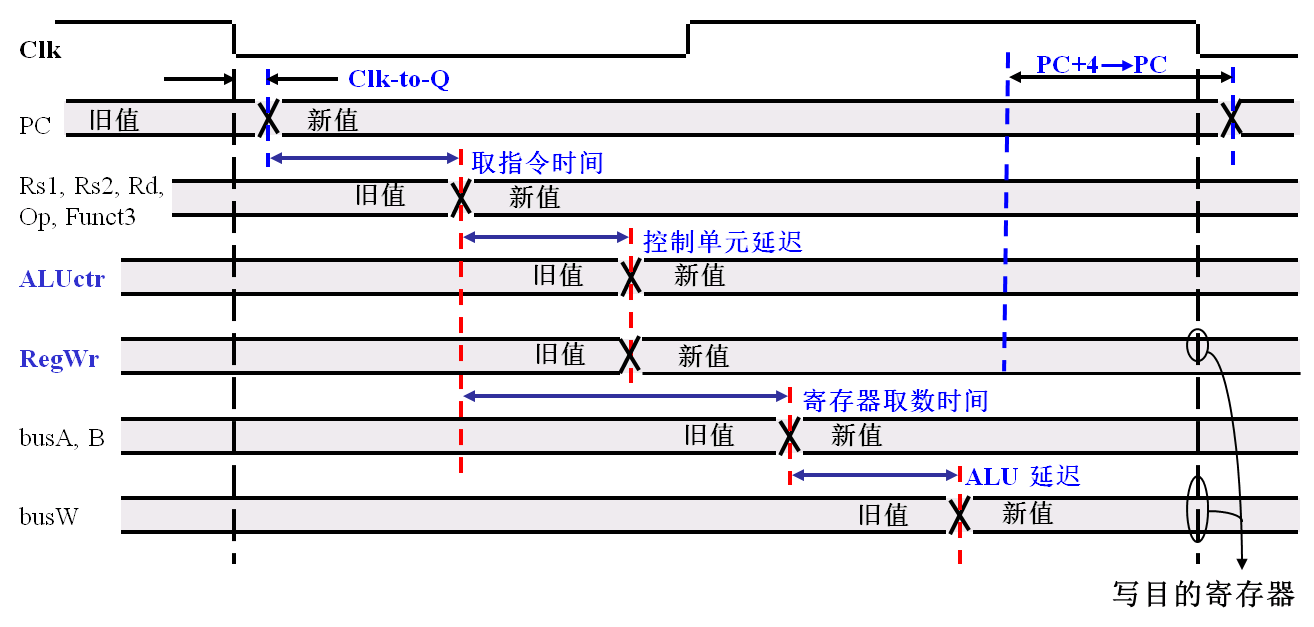 Clk
Clk-to-Q
PC+4→PC
PC
旧值
新值
取指令时间
Rs1, Rs2, Rd,
Op, Funct3
旧值
新值
控制单元延迟
ALUctr
旧值
新值
RegWr
旧值
新值
寄存器取数时间
busA, B
旧值
新值
ALU 延迟
busW
旧值
新值
写目的寄存器